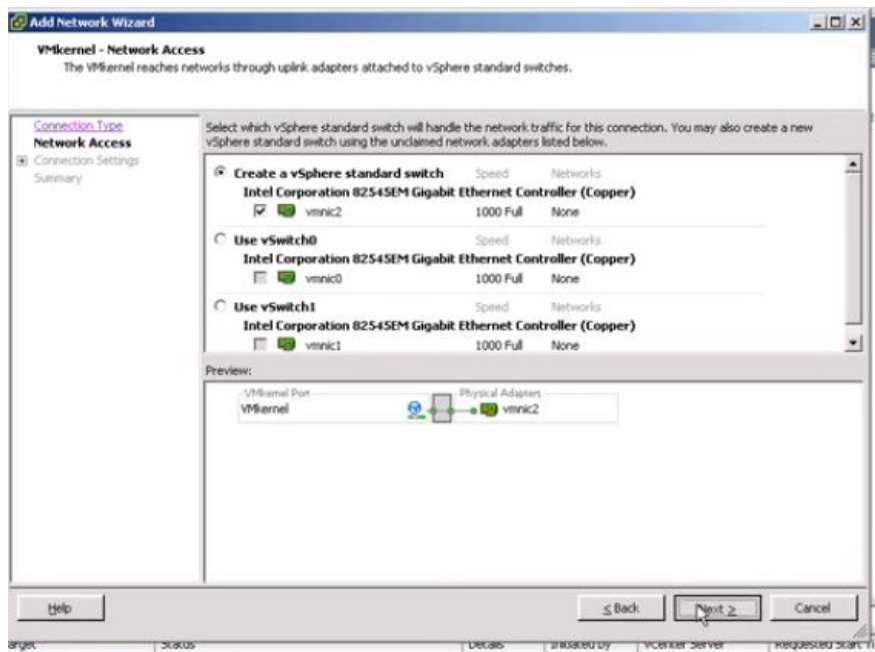 Add Network Wizard
VMkernel - Network Access
The VMkernel reaches networks through uplink adapters attached to vSphere standard switches.
Connection Type
Network Access
Connection Settings
Summary
Select which vSphere standard switch will handle the network traffic for this connection. You may also create a new
vSphere standard switch using the unclaimed network adapters listed below.
Create a vSphere standard switch Speed Networks
Intel Corporation 82545EM Gigabit Ethernet Controller (Copper)
vmnic2 1000 Full None
Use vSwitch0 Speed Networks
Intel Corporation 82545EM Gigabit Ethernet Controller (Copper)
vmnic0 1000 Full None
Use vSwitch1 Speed Networks
Intel Corporation 82545EM Gigabit Ethernet Controller (Copper)
vmnic1 1000 Full None
Preview:
VMkernel Port Physical Adapters
VMkernel vmnic2
Help < Back Next > Cancel
Status Details Initiated by vCenter Server Requested Start